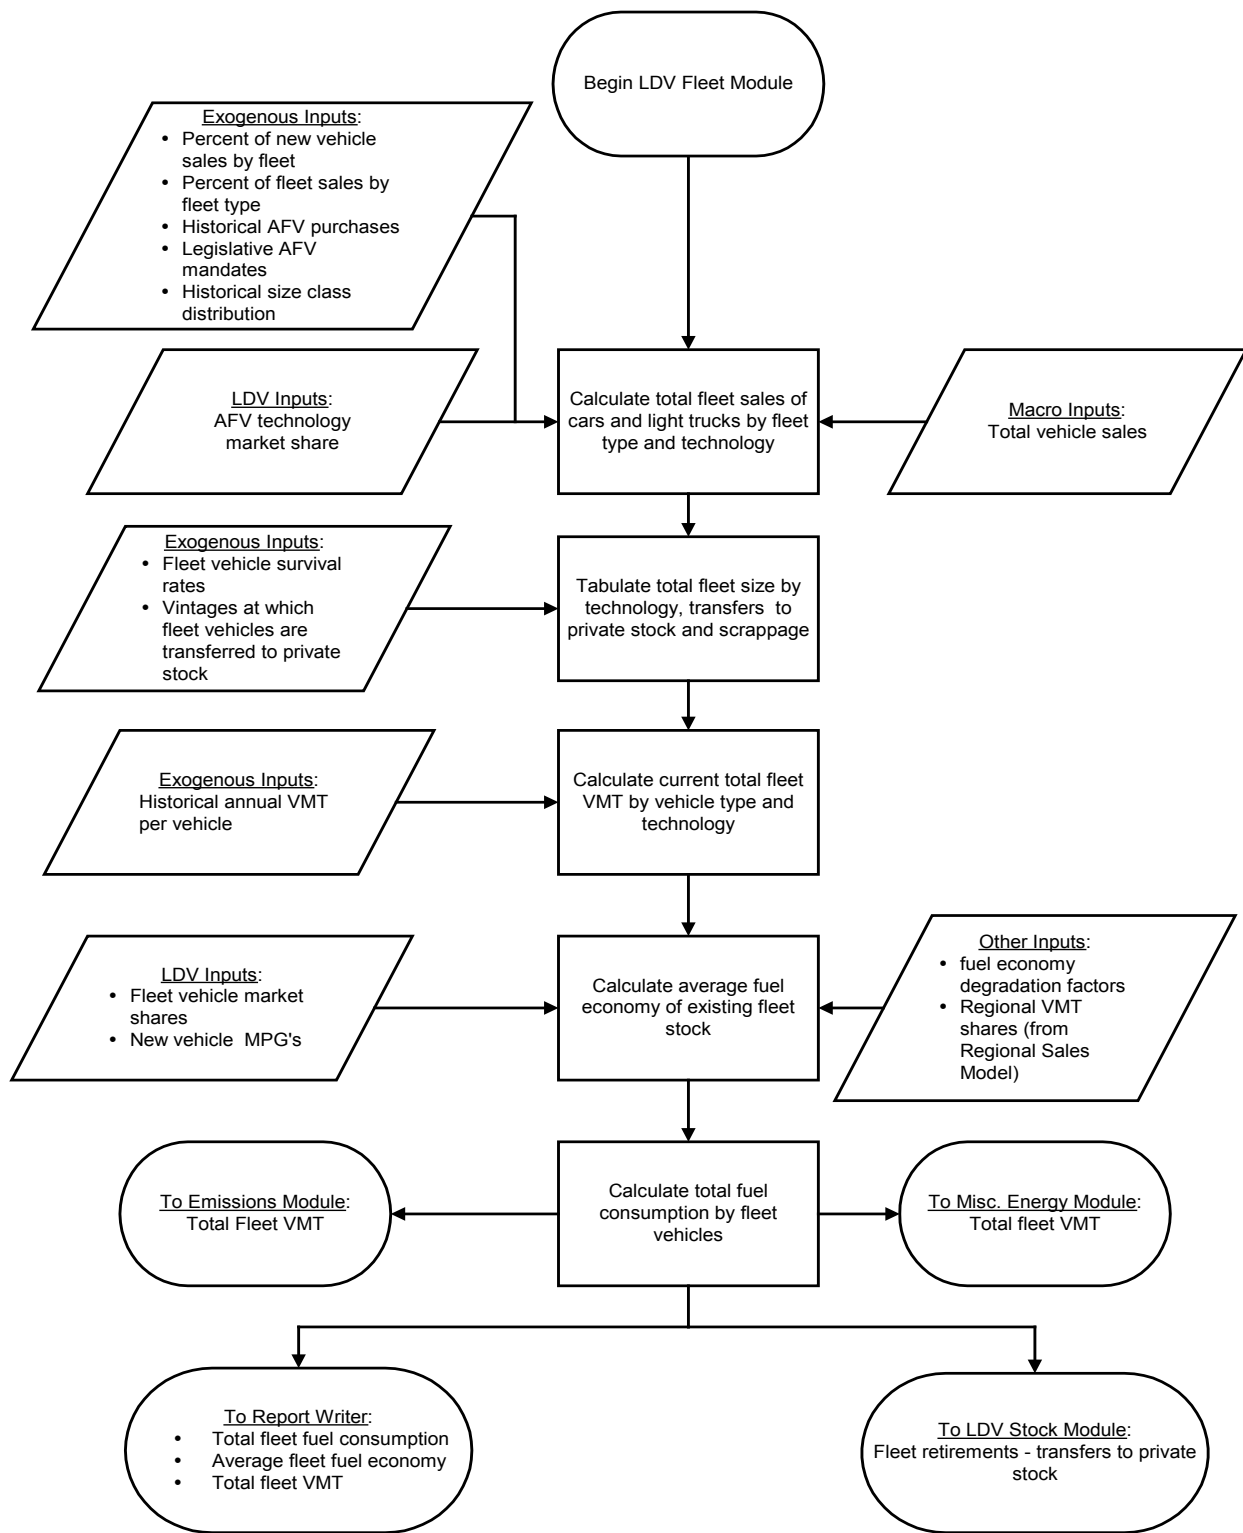 Begin LDV Fleet Module
Exogenous Inputs:
• Percent of new vehicle
sales by fleet
• Percent of fleet sales by
fleet type
• Historical AFV purchases
• Legislative AFV
mandates
• Historical size class
distribution
LDV Inputs:
AFV technology
market share
Calculate total fleet sales of
cars and light trucks by fleet
type and technology
Macro Inputs:
Total vehicle sales
Exogenous Inputs:
• Fleet vehicle survival
rates
• Vintages at which
fleet vehicles are
transferred to private
stock
Tabulate total fleet size by
technology, transfers to
private stock and scrappage
Exogenous Inputs:
Historical annual VMT
per vehicle
Calculate current total fleet
VMT by vehicle type and
technology
LDV Inputs:
• Fleet vehicle market
shares
• New vehicle MPG's
Calculate average fuel
economy of existing fleet
stock
Other Inputs:
• fuel economy
degradation factors
• Regional VMT
shares (from
Regional Sales
Model)
To Emissions Module:
Total Fleet VMT
Calculate total fuel
consumption by fleet
vehicles
To Misc. Energy Module:
Total fleet VMT
To Report Writer:
• Total fleet fuel consumption
• Average fleet fuel economy
• Total fleet VMT
To LDV Stock Module:
Fleet retirements - transfers to private
stock